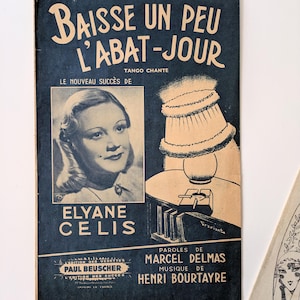 BAISSE UN PEU
L'ABAT-JOUR
TANGO CHANTÉ
LE NOUVEAU SUCCÈS DE
ELYANE
CELIS
PAROLES DE
MARCEL DELMAS
MUSIQUE DE
HENRI BOURTAYRE
PAUL BEUSCHER